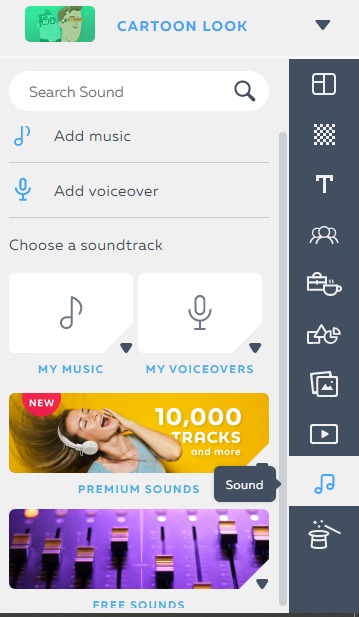 CARTOON LOOK
Search Sound
Add music
Add voiceover
Choose a soundtrack
MY MUSIC
MY VOICEOVERS
NEW
10,000
TRACKS
and more
PREMIUM SOUNDS
Sound
FREE SOUNDS